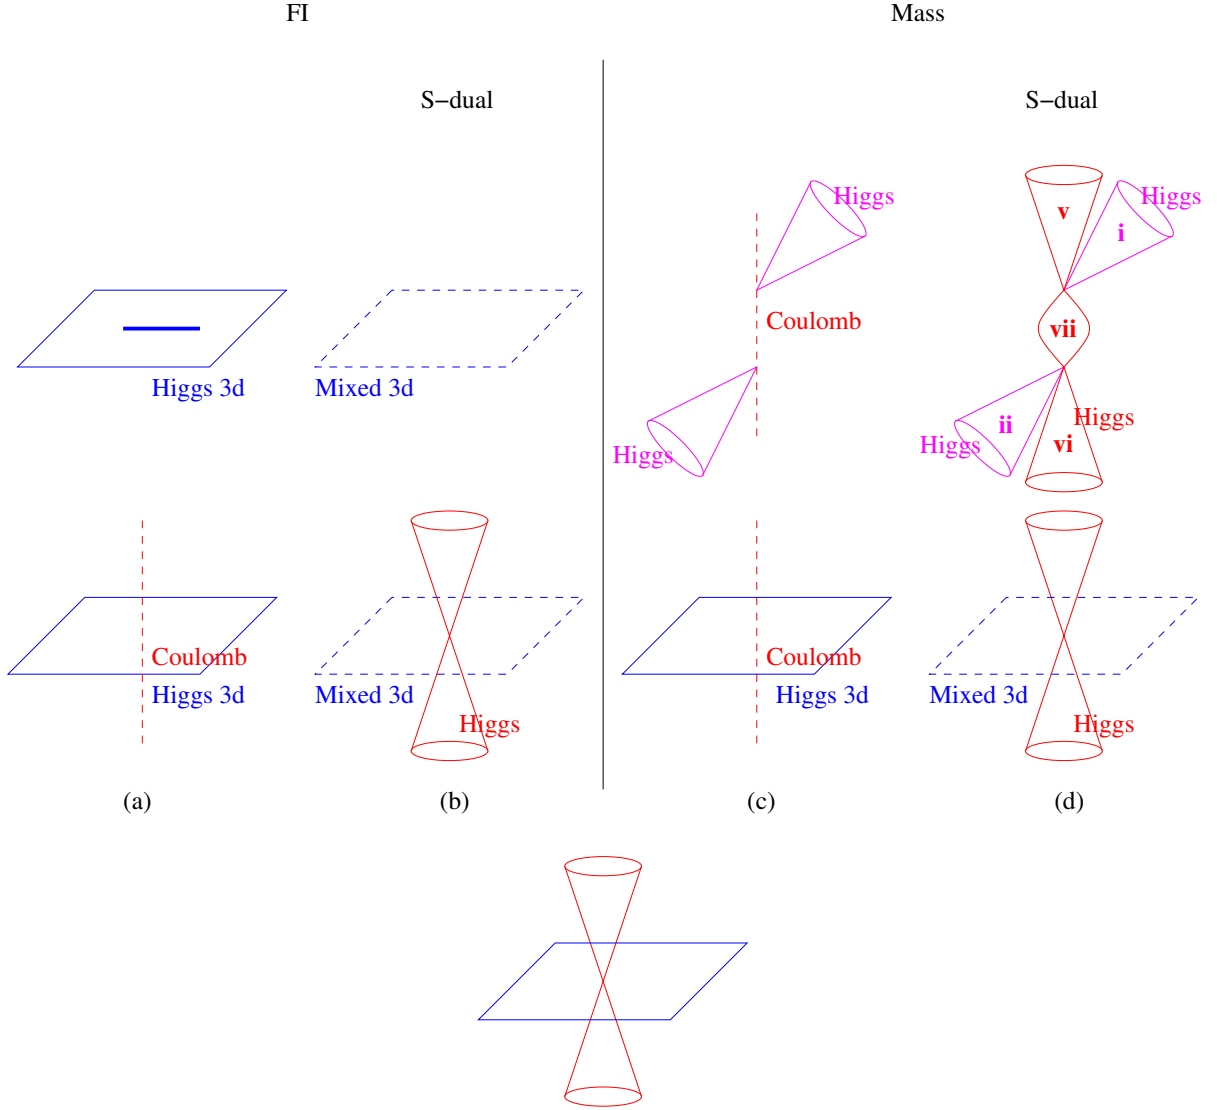 FI
Mass
S−dual
S−dual
Higgs
Higgs
v
i
Coulomb
vii
Higgs 3d
Mixed 3d
Higgs
ii
Higgs
vi
Higgs
Coulomb
Higgs 3d
Mixed 3d
Higgs
Coulomb
Higgs 3d
Mixed 3d
Higgs
(a)
(b)
(c)
(d)